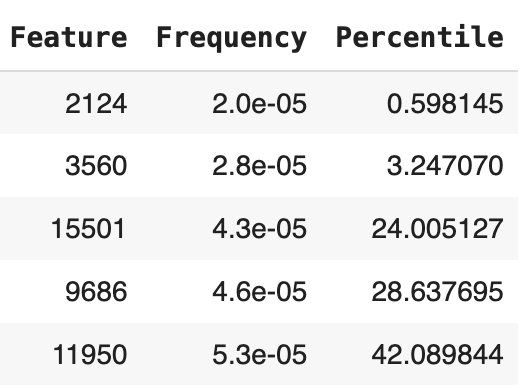 Feature Frequency Percentile
2124 2.0e-05 0.598145
3560 2.8e-05 3.247070
15501 4.3e-05 24.005127
9686 4.6e-05 28.637695
11950 5.3e-05 42.089844